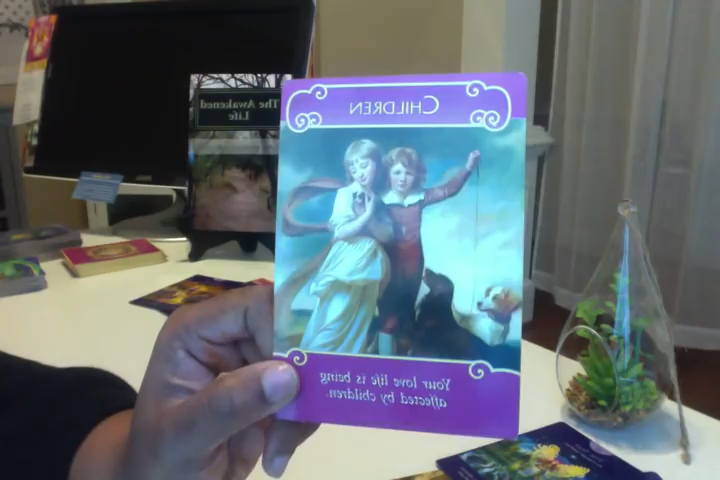 The Awakened
Life
CHILDREN
Your love life is being
affected by children.